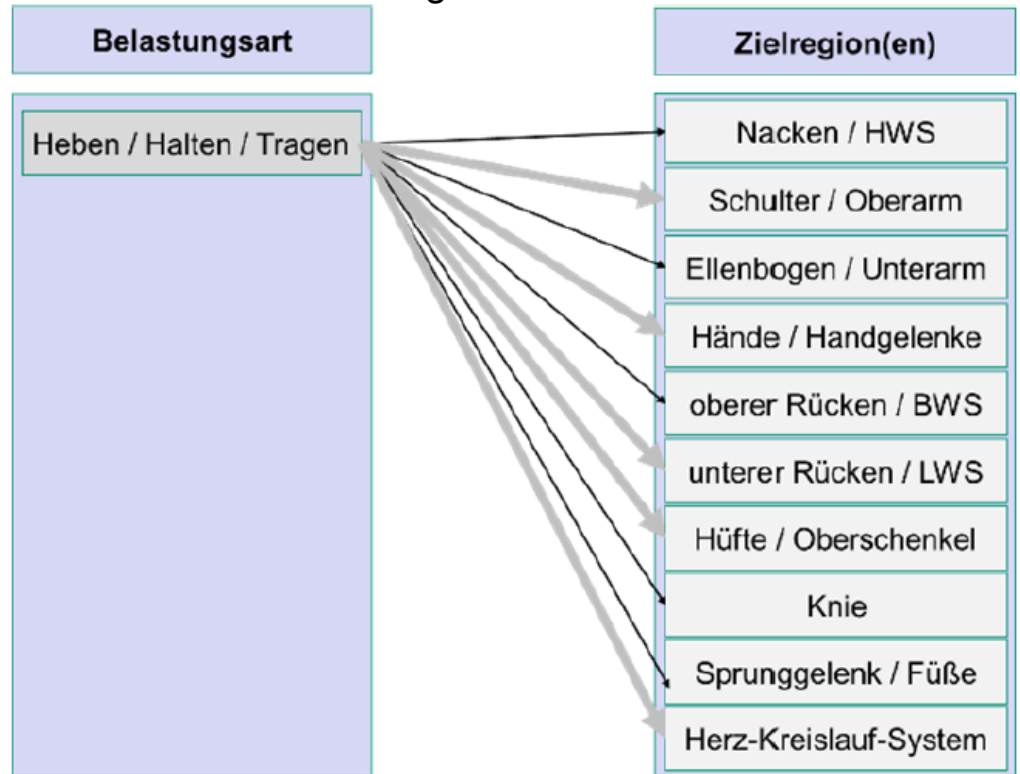 Belastungsart
Zielregion(en)
Heben / Halten / Tragen
Nacken / HWS
Schulter / Oberarm
Ellenbogen / Unterarm
Hände / Handgelenke
oberer Rücken / BWS
unterer Rücken / LWS
Hüfte / Oberschenkel
Knie
Sprunggelenk / Füße
Herz-Kreislauf-System